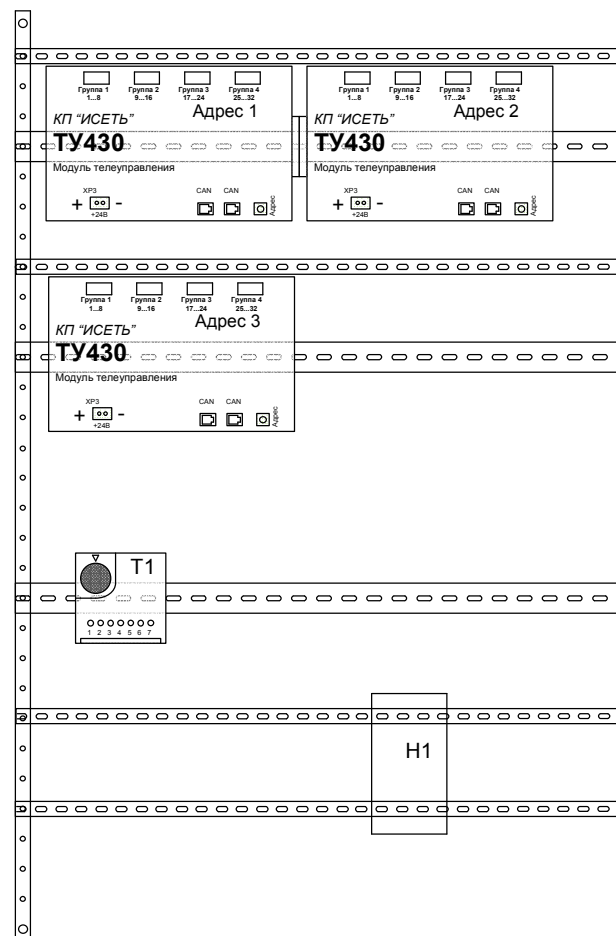 Группа 1 Группа 2 Группа 3 Группа 4
1...8 9...16 17...24 25...32
Адрес 1
КП "ИСЕТЬ"
ТУ430
Модуль телеуправления
XP3 CAN CAN
+ -
+24В
Адрес
Группа 1 Группа 2 Группа 3 Группа 4
1...8 9...16 17...24 25...32
Адрес 2
КП "ИСЕТЬ"
ТУ430
Модуль телеуправления
XP3 CAN CAN
+ -
+24В
Адрес
Группа 1 Группа 2 Группа 3 Группа 4
1...8 9...16 17...24 25...32
Адрес 3
КП "ИСЕТЬ"
ТУ430
Модуль телеуправления
XP3 CAN CAN
+ -
+24В
Адрес
T1
1 2 3 4 5 6 7
H1